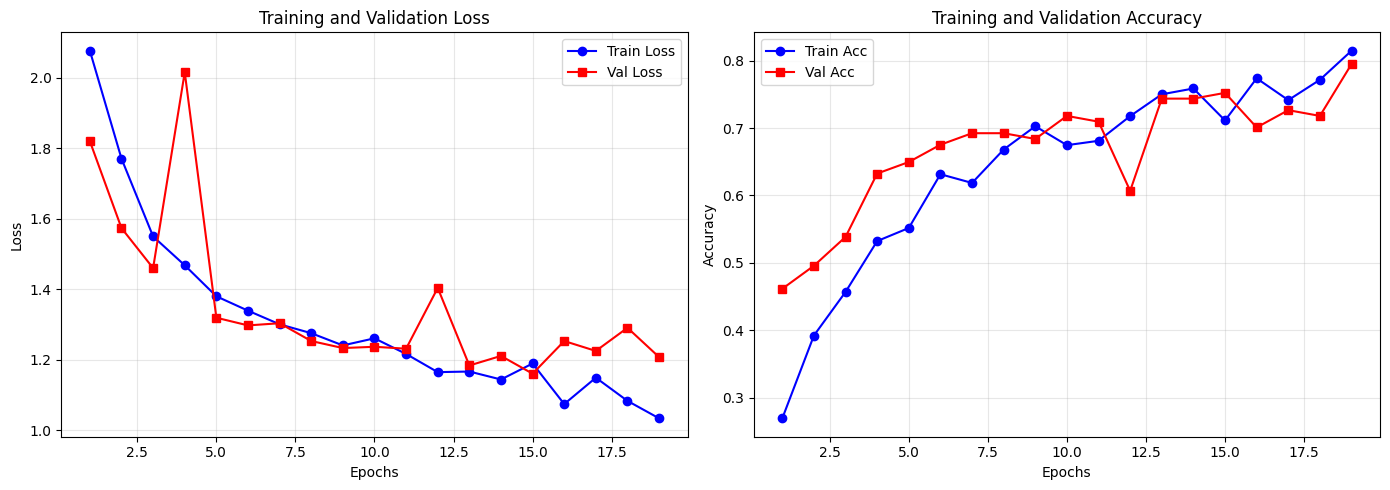 Training and Validation Loss
Train Loss
Val Loss
Loss
2.0
1.8
1.6
1.4
1.2
1.0
2.5
5.0
7.5
10.0
12.5
15.0
17.5
Epochs
Training and Validation Accuracy
Train Acc
Val Acc
Accuracy
0.8
0.7
0.6
0.5
0.4
0.3
2.5
5.0
7.5
10.0
12.5
15.0
17.5
Epochs